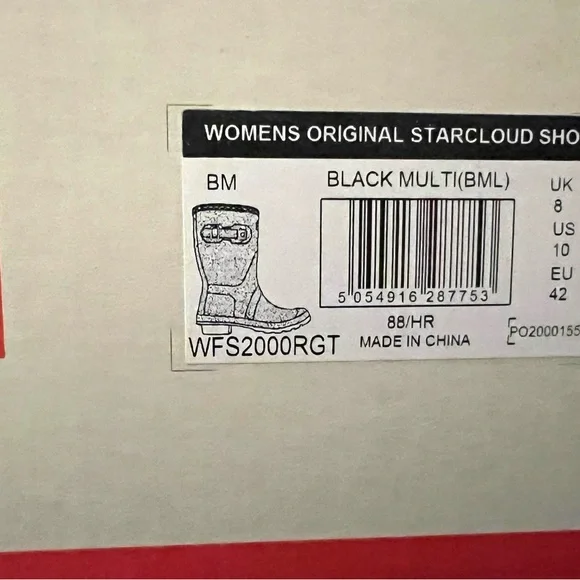 WOMENS ORIGINAL STARCLOUD SHO
BM
BLACK MULTI(BML)
UK
8
US
10
EU
42
5 054916 287753
88/HR
MADE IN CHINA
WFS2000RGT
PO2000155